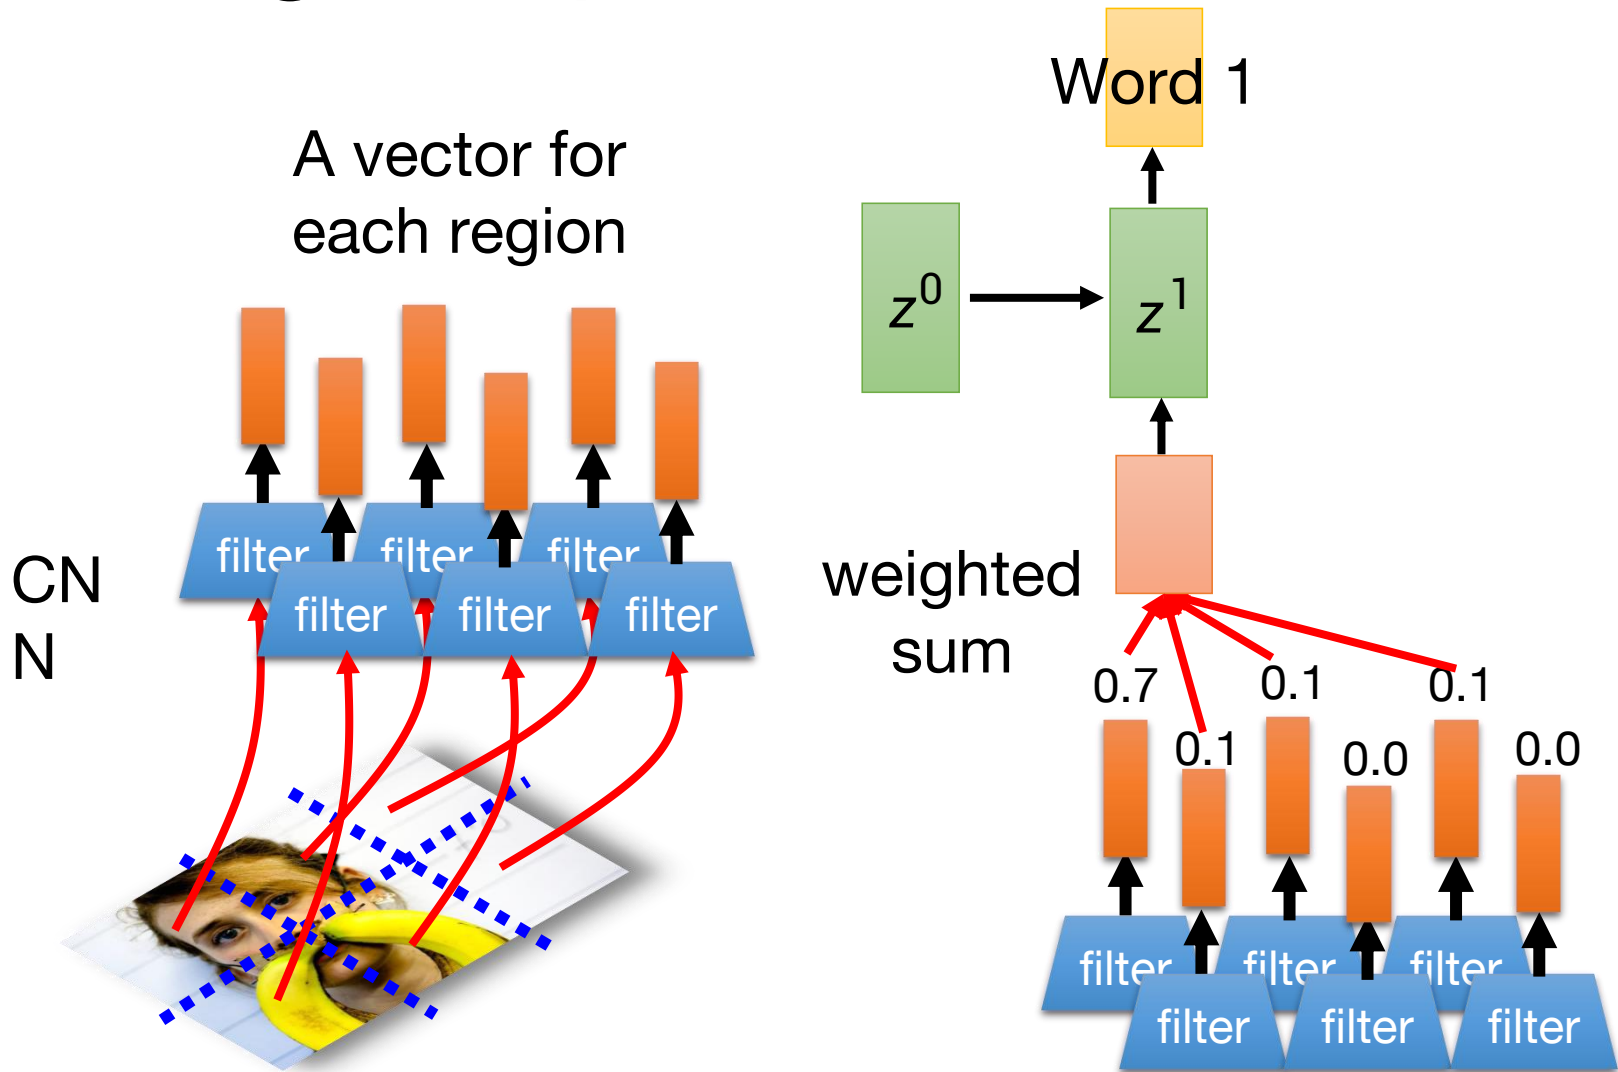 A vector for
each region
filter
filter
filter
filter
filter
filter
CN
N
Word 1
z⁰
z¹
weighted
sum
0.7
0.1
0.1
0.1
0.0
0.0
filter
filter
filter
filter
filter
filter